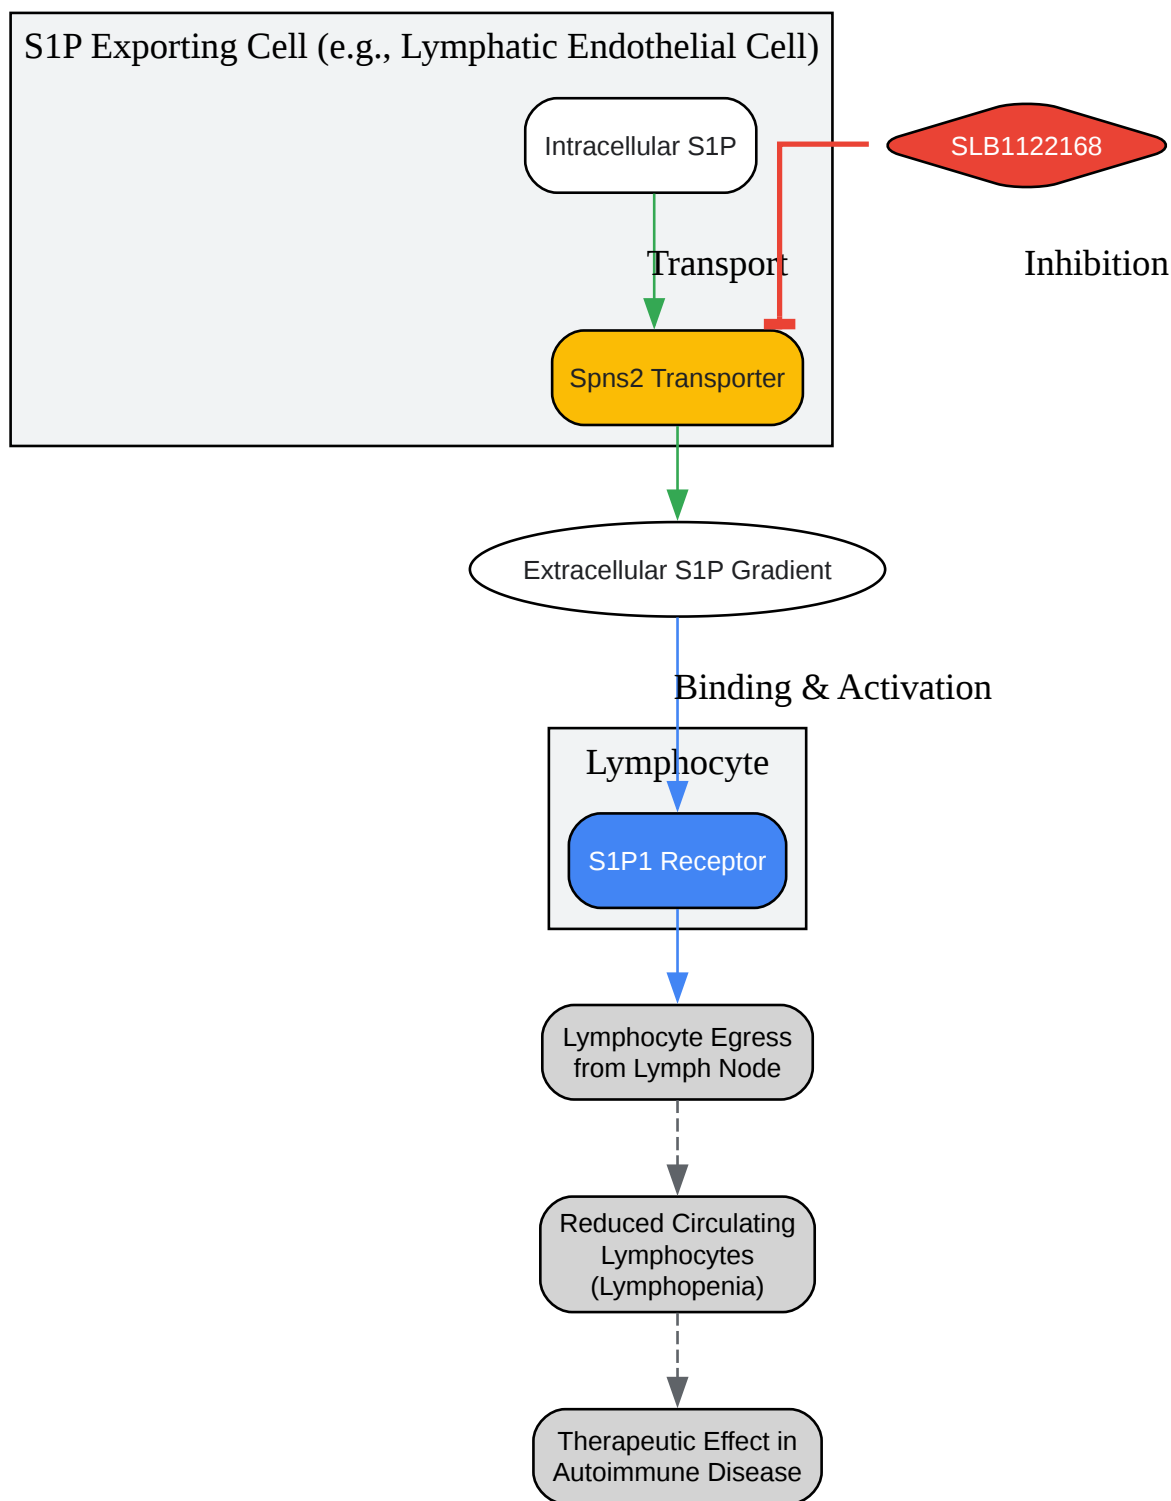 S1P Exporting Cell (e.g., Lymphatic Endothelial Cell)
Intracellular S1P
SLB1122168
Transport
Inhibition
Spns2 Transporter
Extracellular S1P Gradient
Binding & Activation
Lymphocyte
S1P1 Receptor
Lymphocyte Egress
from Lymph Node
Reduced Circulating
Lymphocytes
(Lymphopenia)
Therapeutic Effect in
Autoimmune Disease